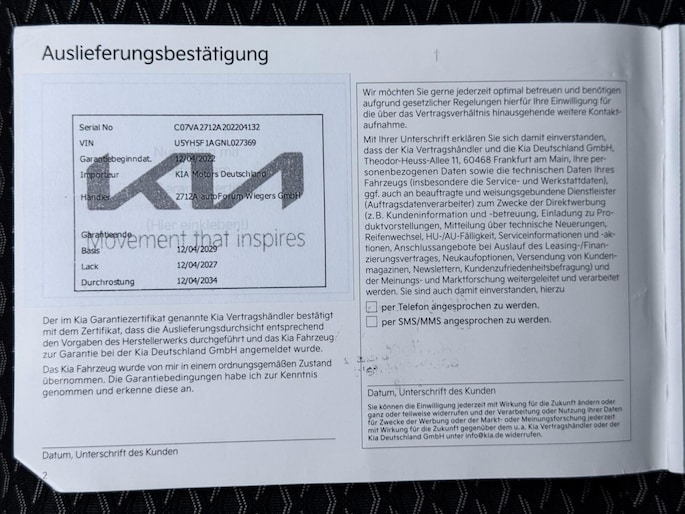 Auslieferungsbestätigung
Serial No C07VA2712A202204132
VIN U5YH5F1AGNL027369
Garantiebeginndat. 12/04/2022
Importeur KIA Motors Deutschland
Händler 2712A autoForum Wiegers GmbH
KIA
(Hier einkleben!)
Garantieende
Movement that inspires
Basis 12/04/2029
Lack 12/04/2027
Durchrostung 12/04/2034
Der im Kia Garantiezertifikat genannte Kia Vertragshändler bestätigt
mit dem Zertifikat, dass die Auslieferungsdurchsicht entsprechend
den Vorgaben des Herstellerwerks durchgeführt und das Kia Fahrzeug
zur Garantie bei der Kia Deutschland GmbH angemeldet wurde.
Das Kia Fahrzeug wurde von mir in einem ordnungsgemäßen Zustand
übernommen. Die Garantiebedingungen habe ich zur Kenntnis
genommen und erkenne diese an.
Datum, Unterschrift des Kunden
2
Wir möchten Sie gerne jederzeit optimal betreuen und benötigen
aufgrund gesetzlicher Regelungen hierfür Ihre Einwilligung für
die über das Vertragsverhältnis hinausgehende weitere Kontakt-
aufnahme.
Mit Ihrer Unterschrift erklären Sie sich damit einverstanden,
dass der Kia Vertragshändler und die Kia Deutschland GmbH,
Theodor-Heuss-Allee 11, 60468 Frankfurt am Main, Ihre per-
sonenbezogenen Daten sowie die technischen Daten Ihres
Fahrzeugs (insbesondere die Service- und Werkstattdaten),
ggf. auch an beauftragte und weisungsgebundene Dienstleister
(Auftragsdatenverarbeiter) zum Zwecke der Direktwerbung
(z.B. Kundeninformation und -betreuung, Einladung zu Pro-
duktvorstellungen, Mitteilung über technische Neuerungen,
Reifenwechsel, HU-/AU-Fälligkeit, Serviceinformationen und -ak-
tionen, Anschlussangebote bei Auslauf des Leasing-/Finan-
zierungsvertrages, Neukaufoptionen, Versendung von Kunden-
magazinen, Newslettern, Kundenzufriedenheitsbefragung) und
der Meinungs- und Marktforschung weitergeleitet und verarbeitet
werden. Sie sind auch damit einverstanden, hierzu
per Telefon angesprochen zu werden.
per SMS/MMS angesprochen zu werden.
Datum, Unterschrift des Kunden
Sie können die Einwilligung jederzeit mit Wirkung für die Zukunft ändern oder
ganz oder teilweise widerrufen und der Verarbeitung oder Nutzung Ihrer Daten
für Zwecke der Werbung oder der Markt- oder Meinungsforschung jederzeit
mit Wirkung für die Zukunft gegenüber dem u.a. Kia Vertragshändler oder der
Kia Deutschland GmbH unter info@kia.de widerrufen.